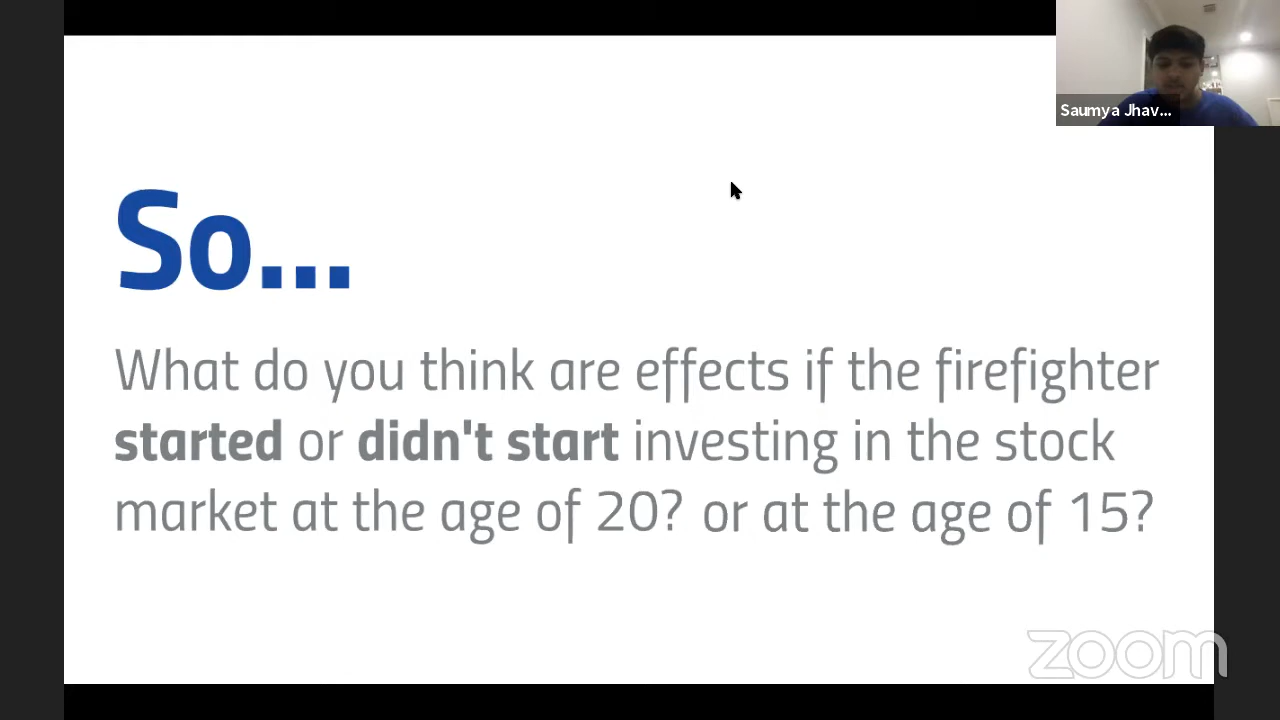 Saumya Jhav...
So...
What do you think are effects if the firefighter
started or didn't start investing in the stock
market at the age of 20? or at the age of 15?
zoom